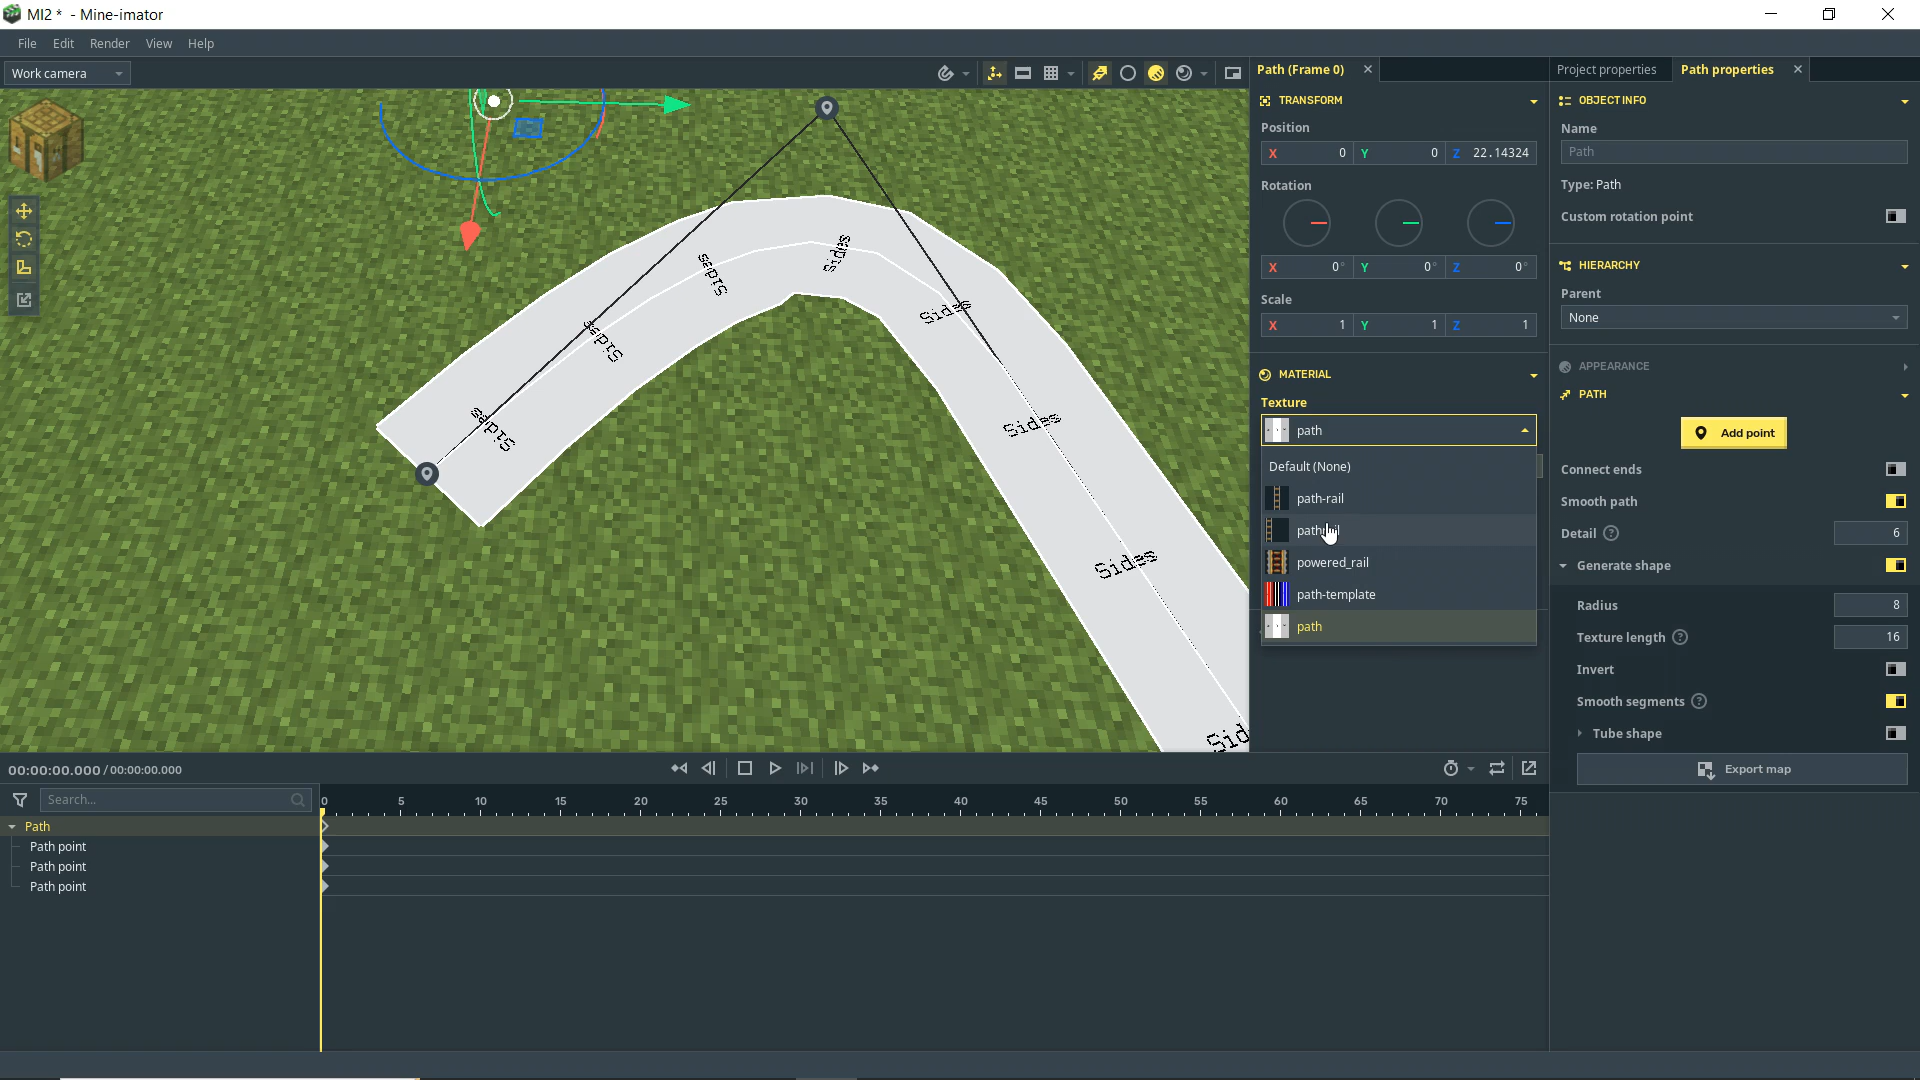 MI2 * - Mine-imator
File Edit Render View Help
Work camera
Path (Frame 0)
Project properties Path properties
TRANSFORM
Position
X 0 Y 0 Z 22.14324
Rotation
X 0° Y 0° Z 0°
Scale
X 1 Y 1 Z 1
MATERIAL
Texture
path
Default (None)
path-rail
powered_rail
path-template
path
OBJECT INFO
Name
Path
Type: Path
Custom rotation point
HIERARCHY
Parent
None
APPEARANCE
PATH
Add point
Connect ends
Smooth path
Detail ? 6
Generate shape
Radius 8
Texture length ? 16
Invert
Smooth segments ?
Tube shape
Export map
Sides
Sides
Sides
Sides
Sides
Sides
Sides
Sid
00:00:00.000 / 00:00:00.000
Search...
0 5 10 15 20 25 30 35 40 45 50 55 60 65 70 75
Path
Path point
Path point
Path point